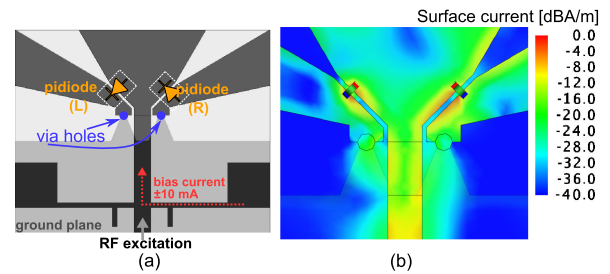 (a)
pidiode
(L)
pidiode
(R)
via holes
bias current
±10 mA
ground plane
RF excitation
(a)
Surface current [dBA/m]
0.0
-4.0
-8.0
-12.0
-16.0
-20.0
-24.0
-28.0
-32.0
-36.0
-40.0
(b)